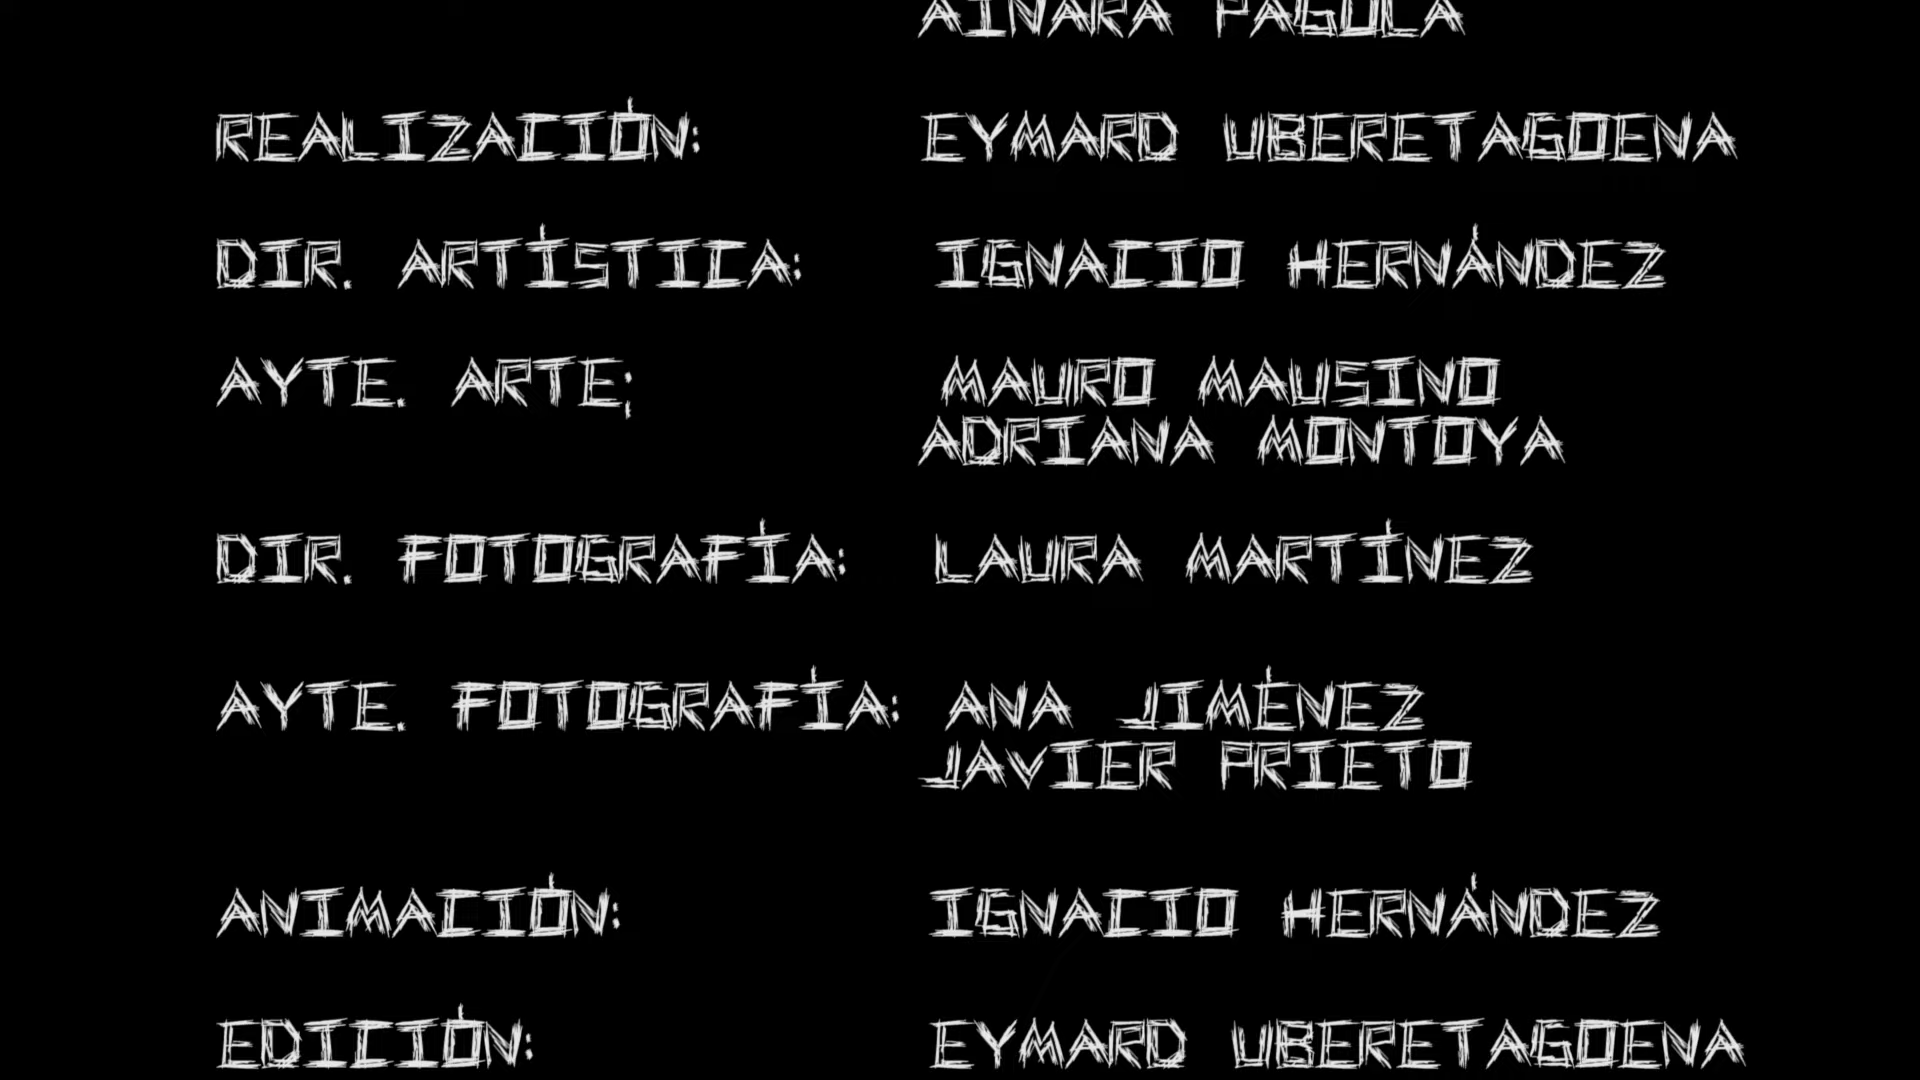 AINARA PAGOLA
REALIZACIÓN: EYMARD UBERETAGOENA
DIR. ARTÍSTICA: IGNACIO HERNÁNDEZ
AYTE. ARTE; MAURO MAUSINO
ADRIANA MONTOYA
DIR. FOTOGRAFÍA: LAURA MARTÍNEZ
AYTE. FOTOGRAFÍA: ANA JIMÉNEZ
JAVIER PRIETO
ANIMACIÓN: IGNACIO HERNÁNDEZ
EDICIÓN: EYMARD UBERETAGOENA